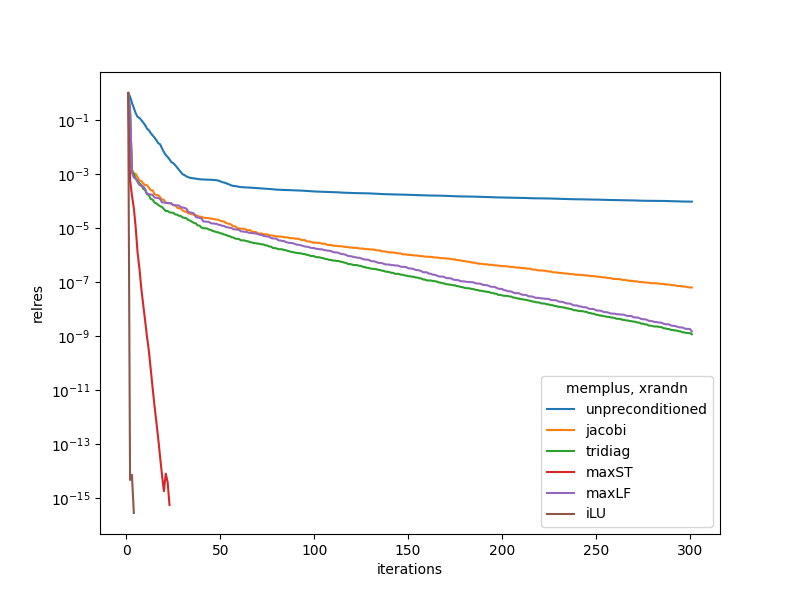 10⁻¹
10⁻³
10⁻⁵
10⁻⁷
10⁻⁹
10⁻¹¹
10⁻¹³
10⁻¹⁵
relres
0 50 100 150 200 250 300
iterations
memplus, xrandn
unpreconditioned
jacobi
tridiag
maxST
maxLF
iLU